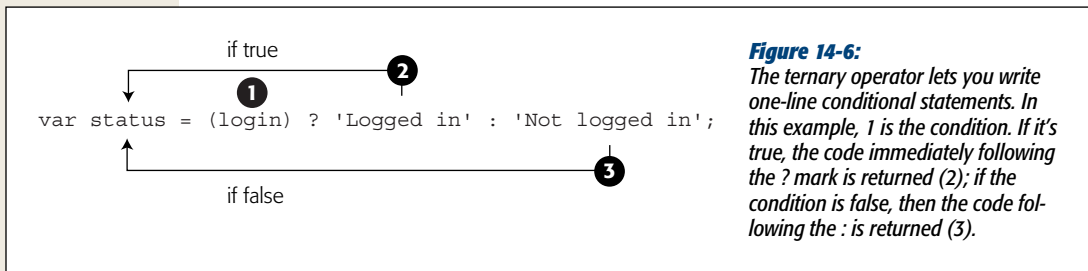 if true
2
1
var status = (login) ? 'Logged in' : 'Not logged in';
3
if false
Figure 14-6:
The ternary operator lets you write
one-line conditional statements. In
this example, 1 is the condition. If it's
true, the code immediately following
the ? mark is returned (2); if the
condition is false, then the code fol-
lowing the : is returned (3).